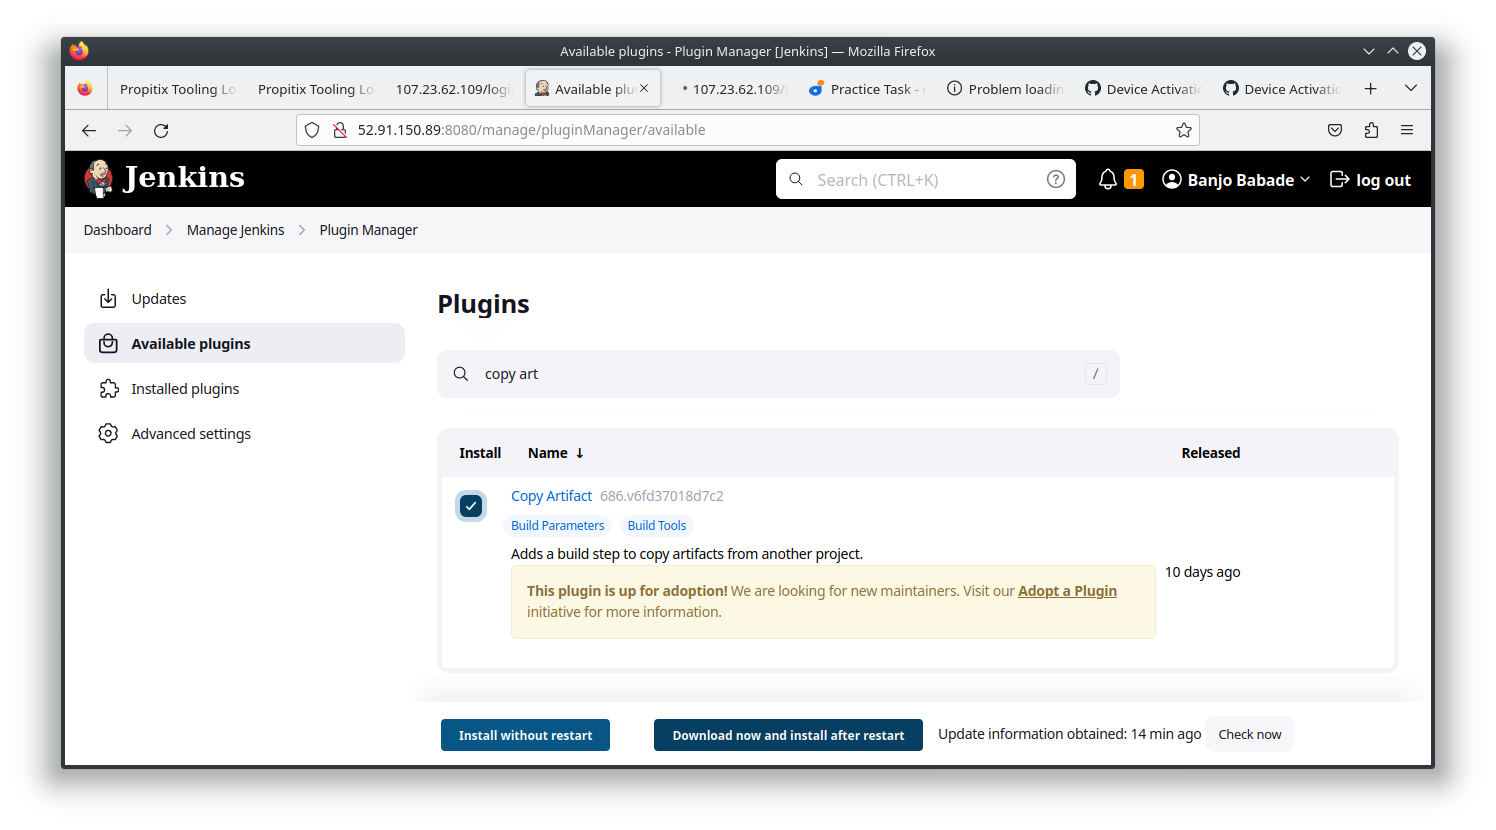 Available plugins - Plugin Manager [Jenkins] — Mozilla Firefox
Propitix Tooling Lo
Propitix Tooling Lo
107.23.62.109/logi
Available plu
• 107.23.62.109/
Practice Task -
Problem loadin
Device Activatio
Device Activatio
52.91.150.89:8080/manage/pluginManager/available
Jenkins
Search (CTRL+K)
1
Banjo Babade
log out
Dashboard
Manage Jenkins
Plugin Manager
Updates
Available plugins
Installed plugins
Advanced settings
Plugins
copy art
/
Install Name ↓ Released
Copy Artifact 686.v6fd37018d7c2
Build Parameters Build Tools
Adds a build step to copy artifacts from another project.
This plugin is up for adoption! We are looking for new maintainers. Visit our Adopt a Plugin
initiative for more information.
10 days ago
Install without restart
Download now and install after restart
Update information obtained: 14 min ago
Check now